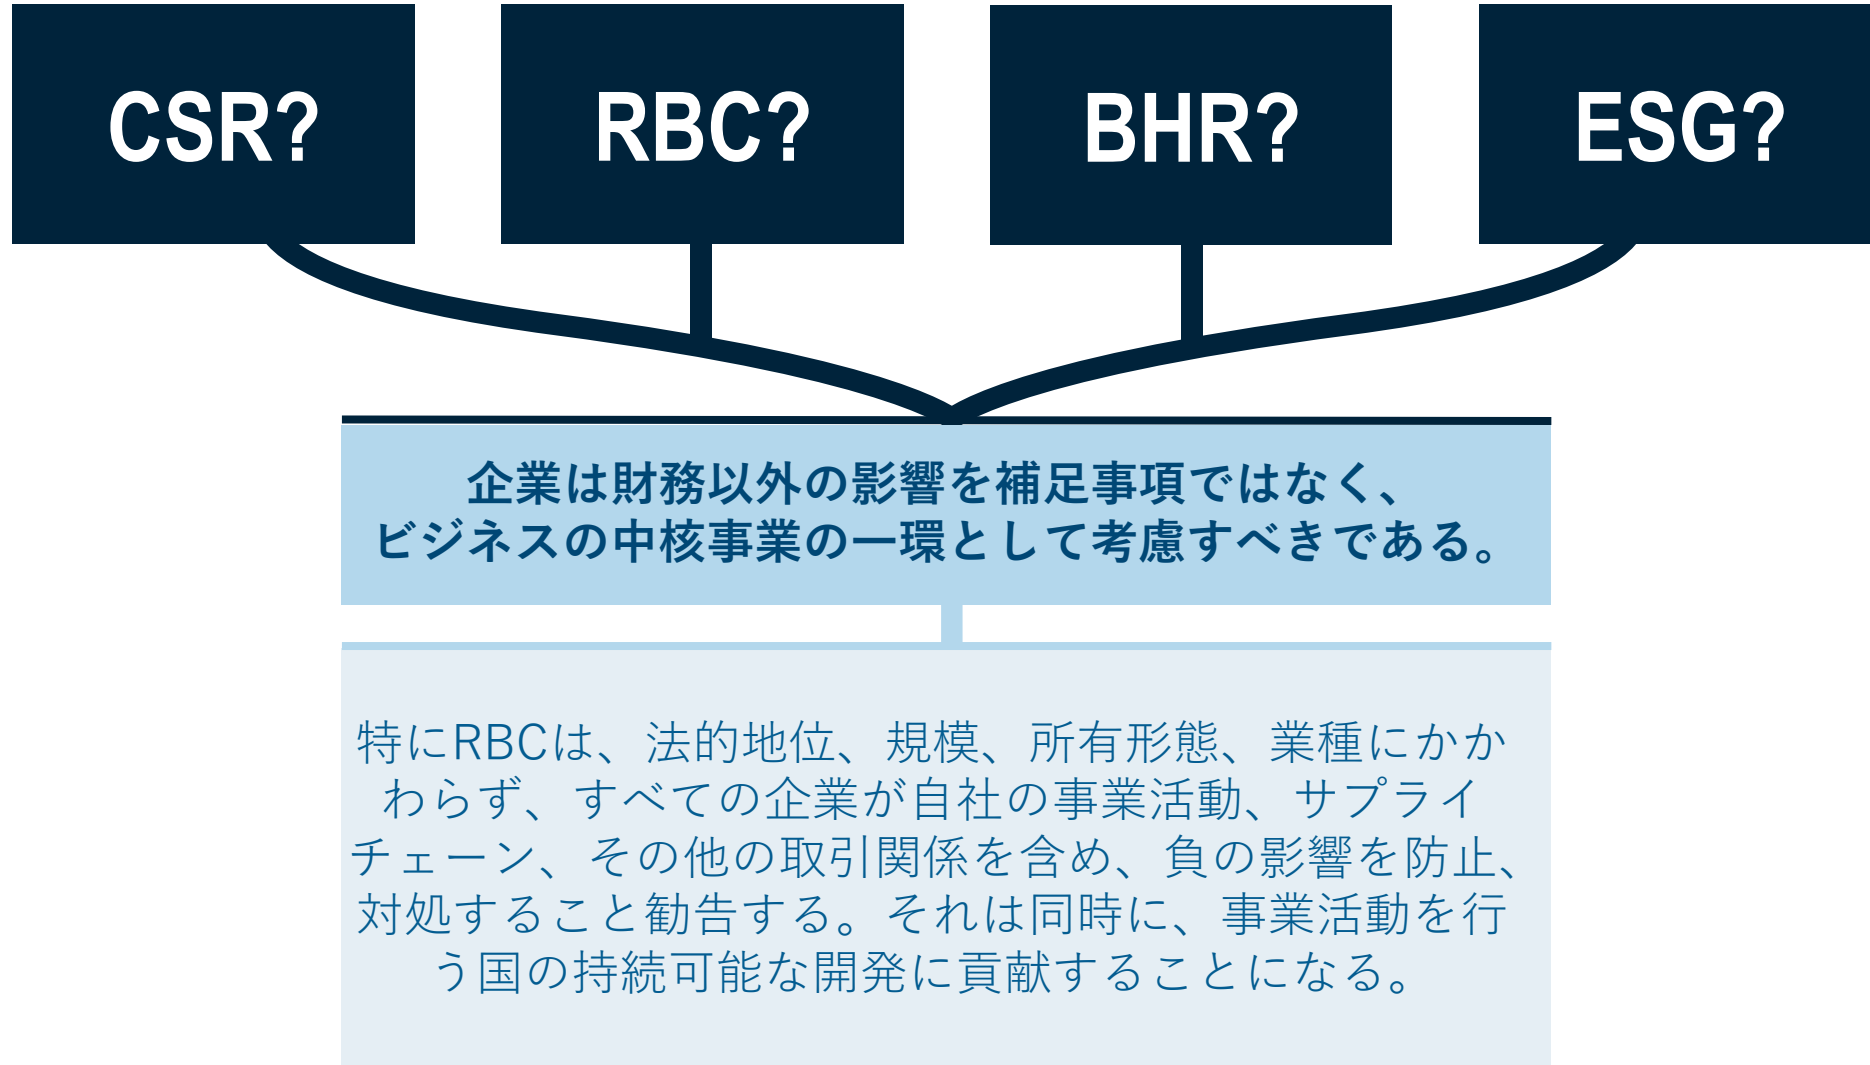 CSR?
RBC?
BHR?
ESG?
企業は財務以外の影響を補足事項ではなく、
ビジネスの中核事業の一環として考慮すべきである。
特にRBCは、法的地位、規模、所有形態、業種にかか
わらず、すべての企業が自社の事業活動、サプライ
チェーン、その他の取引関係を含め、負の影響を防止、
対処すること勧告する。それは同時に、事業活動を行
う国の持続可能な開発に貢献することになる。